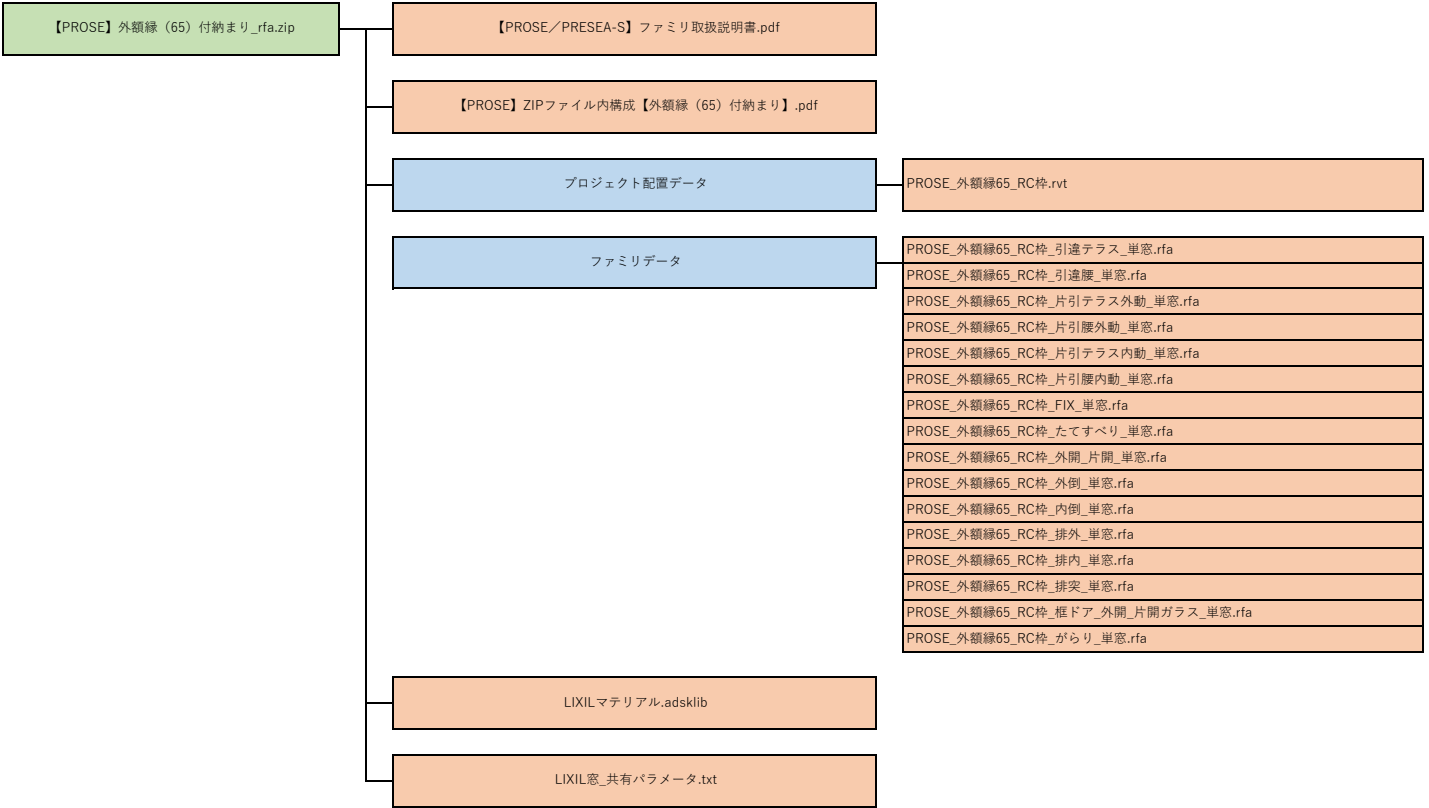 【PROSE】外額縁（65）付納まり_rfa.zip
【PROSE／PRESEA-S】ファミリ取扱説明書.pdf
【PROSE】ZIPファイル内構成【外額縁（65）付納まり】.pdf
プロジェクト配置データ
PROSE_外額縁65_RC枠.rvt
ファミリデータ
PROSE_外額縁65_RC枠_引違テラス_単窓.rfa
PROSE_外額縁65_RC枠_引違腰_単窓.rfa
PROSE_外額縁65_RC枠_片引テラス外動_単窓.rfa
PROSE_外額縁65_RC枠_片引腰外動_単窓.rfa
PROSE_外額縁65_RC枠_片引テラス内動_単窓.rfa
PROSE_外額縁65_RC枠_片引腰内動_単窓.rfa
PROSE_外額縁65_RC枠_FIX_単窓.rfa
PROSE_外額縁65_RC枠_たてすべり_単窓.rfa
PROSE_外額縁65_RC枠_外開_片開_単窓.rfa
PROSE_外額縁65_RC枠_外倒_単窓.rfa
PROSE_外額縁65_RC枠_内倒_単窓.rfa
PROSE_外額縁65_RC枠_排外_単窓.rfa
PROSE_外額縁65_RC枠_排内_単窓.rfa
PROSE_外額縁65_RC枠_排突_単窓.rfa
PROSE_外額縁65_RC枠_框ドア_外開_片開ガラス_単窓.rfa
PROSE_外額縁65_RC枠_がらり_単窓.rfa
LIXILマテリアル.adsklib
LIXIL窓_共有パラメータ.txt